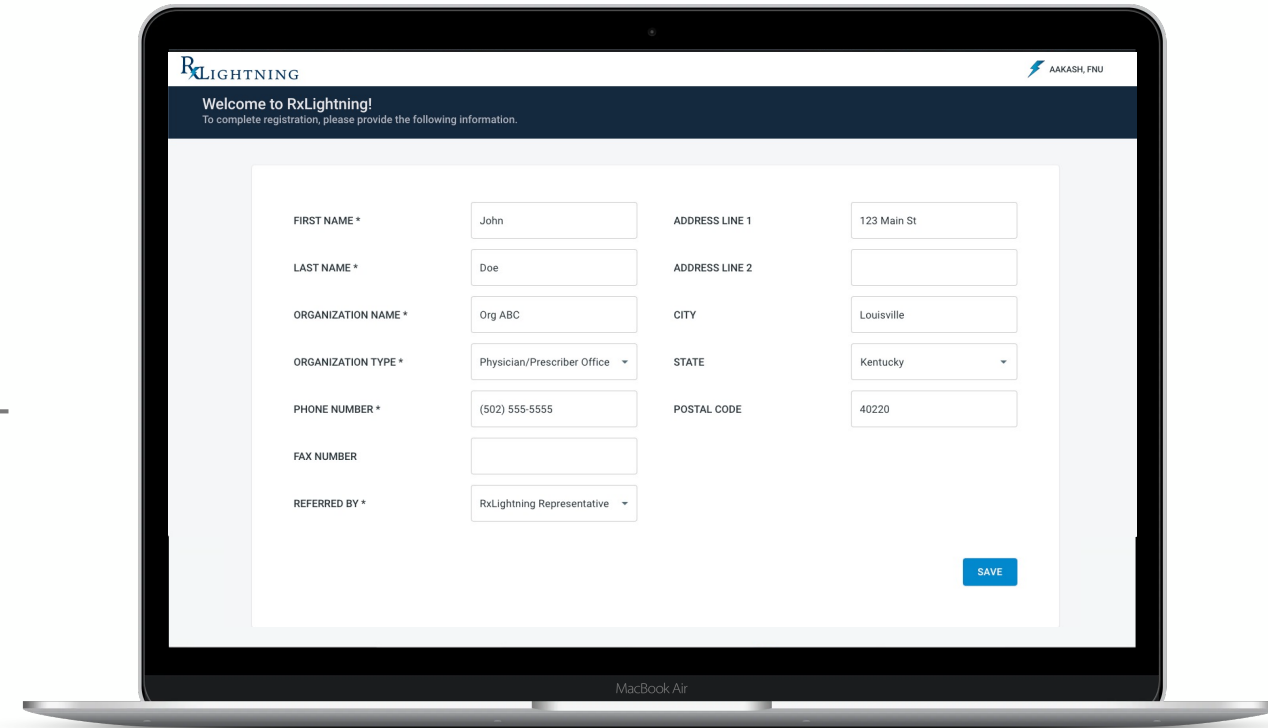 RxLIGHTNING
AAKASH, FNU
Welcome to RxLightning!
To complete registration, please provide the following information.
FIRST NAME * John
LAST NAME * Doe
ORGANIZATION NAME * Org ABC
ORGANIZATION TYPE * Physician/Prescriber Office
PHONE NUMBER * (502) 555-5555
FAX NUMBER
REFERRED BY * RxLightning Representative
ADDRESS LINE 1 123 Main St
ADDRESS LINE 2
CITY Louisville
STATE Kentucky
POSTAL CODE 40220
SAVE
MacBook Air